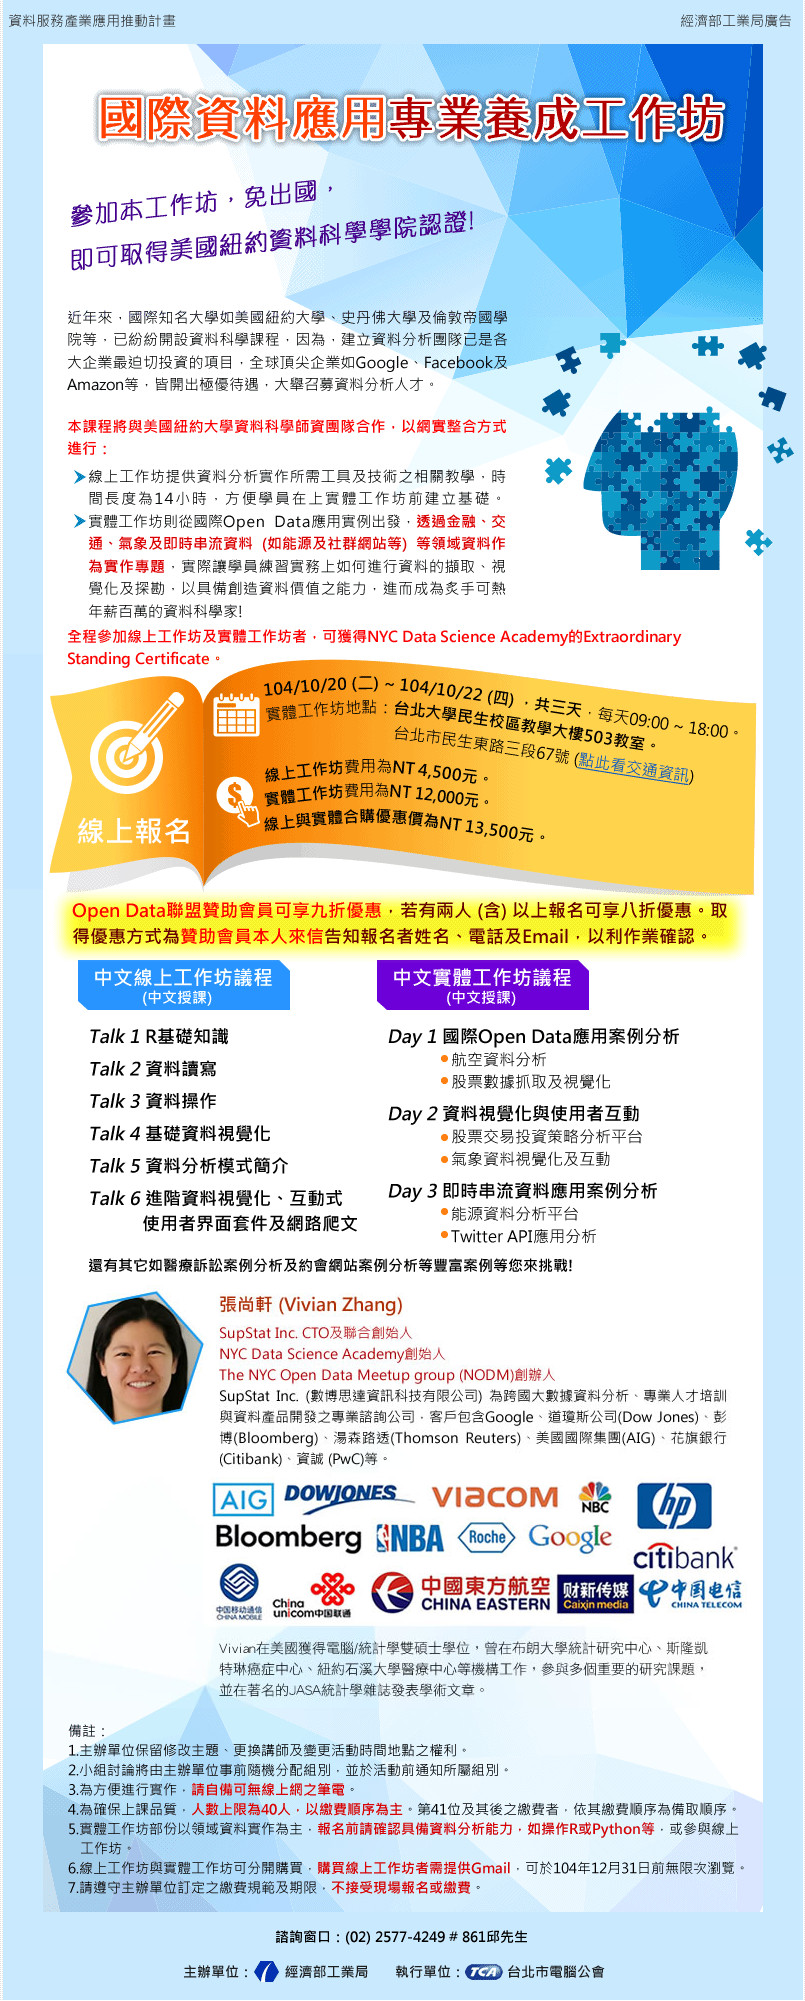 資料服務產業應用推動計畫
經濟部工業局廣告
國際資料應用專業養成工作坊
參加本工作坊，免出國，
即可取得美國紐約資料科學學院認證!
近年來，國際知名大學如美國紐約大學、史丹佛大學及倫敦帝國學
院等，已紛紛開設資料科學課程，因為，建立資料分析團隊已是各
大企業最迫切投資的項目，全球頂尖企業如Google、Facebook及
Amazon等，皆開出極優待遇，大舉召募資料分析人才。
本課程將與美國紐約大學資料科學師資團隊合作，以網實整合方式
進行：
線上工作坊提供資料分析實作所需工具及技術之相關教學，時
間長度為14小時，方便學員在上實體工作坊前建立基礎。
實體工作坊則從國際Open Data應用實例出發，透過金融、交
通、氣象及即時串流資料 (如能源及社群網站等) 等領域資料作
為實作專題，實際讓學員練習實務上如何進行資料的擷取、視
覺化及探勘，以具備創造資料價值之能力，進而成為炙手可熱
年薪百萬的資料科學家!
全程參加線上工作坊及實體工作坊者，可獲得NYC Data Science Academy的Extraordinary
Standing Certificate。
104/10/20 (二) ~ 104/10/22 (四) ，共三天，每天09:00 ~ 18:00。
實體工作坊地點：台北大學民生校區教學大樓503教室。
台北市民生東路三段67號 (點此看交通資訊)
線上工作坊費用為NT 4,500元。
實體工作坊費用為NT 12,000元。
線上與實體合購優惠價為NT 13,500元。
線上報名
Open Data聯盟贊助會員可享九折優惠，若有兩人 (含) 以上報名可享八折優惠。取
得優惠方式為贊助會員本人來信告知報名者姓名、電話及Email，以利作業確認。
中文線上工作坊議程
(中文授課)
Talk 1 R基礎知識
Talk 2 資料讀寫
Talk 3 資料操作
Talk 4 基礎資料視覺化
Talk 5 資料分析模式簡介
Talk 6 進階資料視覺化、互動式
使用者界面套件及網路爬文
中文實體工作坊議程
(中文授課)
Day 1 國際Open Data應用案例分析
航空資料分析
股票數據抓取及視覺化
Day 2 資料視覺化與使用者互動
股票交易投資策略分析平台
氣象資料視覺化及互動
Day 3 即時串流資料應用案例分析
能源資料分析平台
Twitter API應用分析
還有其它如醫療訴訟案例分析及約會網站案例分析等豐富案例等您來挑戰!
張尚軒 (Vivian Zhang)
SupStat Inc. CTO及聯合創始人
NYC Data Science Academy創始人
The NYC Open Data Meetup group (NODM)創辦人
SupStat Inc. (數博思達資訊科技有限公司) 為跨國大數據資料分析、專業人才培訓
與資料產品開發之專業諮詢公司，客戶包含Google、道瓊斯公司(Dow Jones)、彭
博(Bloomberg)、湯森路透(Thomson Reuters)、美國國際集團(AIG)、花旗銀行
(Citibank)、資誠 (PwC)等。
AIG DOWJONES VIACOM NBC hp
Bloomberg NBA Roche Google citibank
中国移动通信
CHINA MOBILE
China
unicom中国联通
中國東方航空
CHINA EASTERN
财新传媒
Caixin media
中国电信
CHINA TELECOM
Vivian在美國獲得電腦/統計學雙碩士學位，曾在布朗大學統計研究中心、斯隆凱
特琳癌症中心、紐約石溪大學醫療中心等機構工作，參與多個重要的研究課題，
並在著名的JASA統計學雜誌發表學術文章。
備註：
1.主辦單位保留修改主題、更換講師及變更活動時間地點之權利。
2.小組討論將由主辦單位事前隨機分配組別，並於活動前通知所屬組別。
3.為方便進行實作，請自備可無線上網之筆電。
4.為確保上課品質，人數上限為40人，以繳費順序為主。第41位及其後之繳費者，依其繳費順序為備取順序。
5.實體工作坊部份以領域資料實作為主，報名前請確認具備資料分析能力，如操作R或Python等，或參與線上
工作坊。
6.線上工作坊與實體工作坊可分開購買，購買線上工作坊者需提供Gmail，可於104年12月31日前無限次瀏覽。
7.請遵守主辦單位訂定之繳費規範及期限，不接受現場報名或繳費。
諮詢窗口：(02) 2577-4249 # 861邱先生
主辦單位： 經濟部工業局 執行單位：TCA 台北市電腦公會